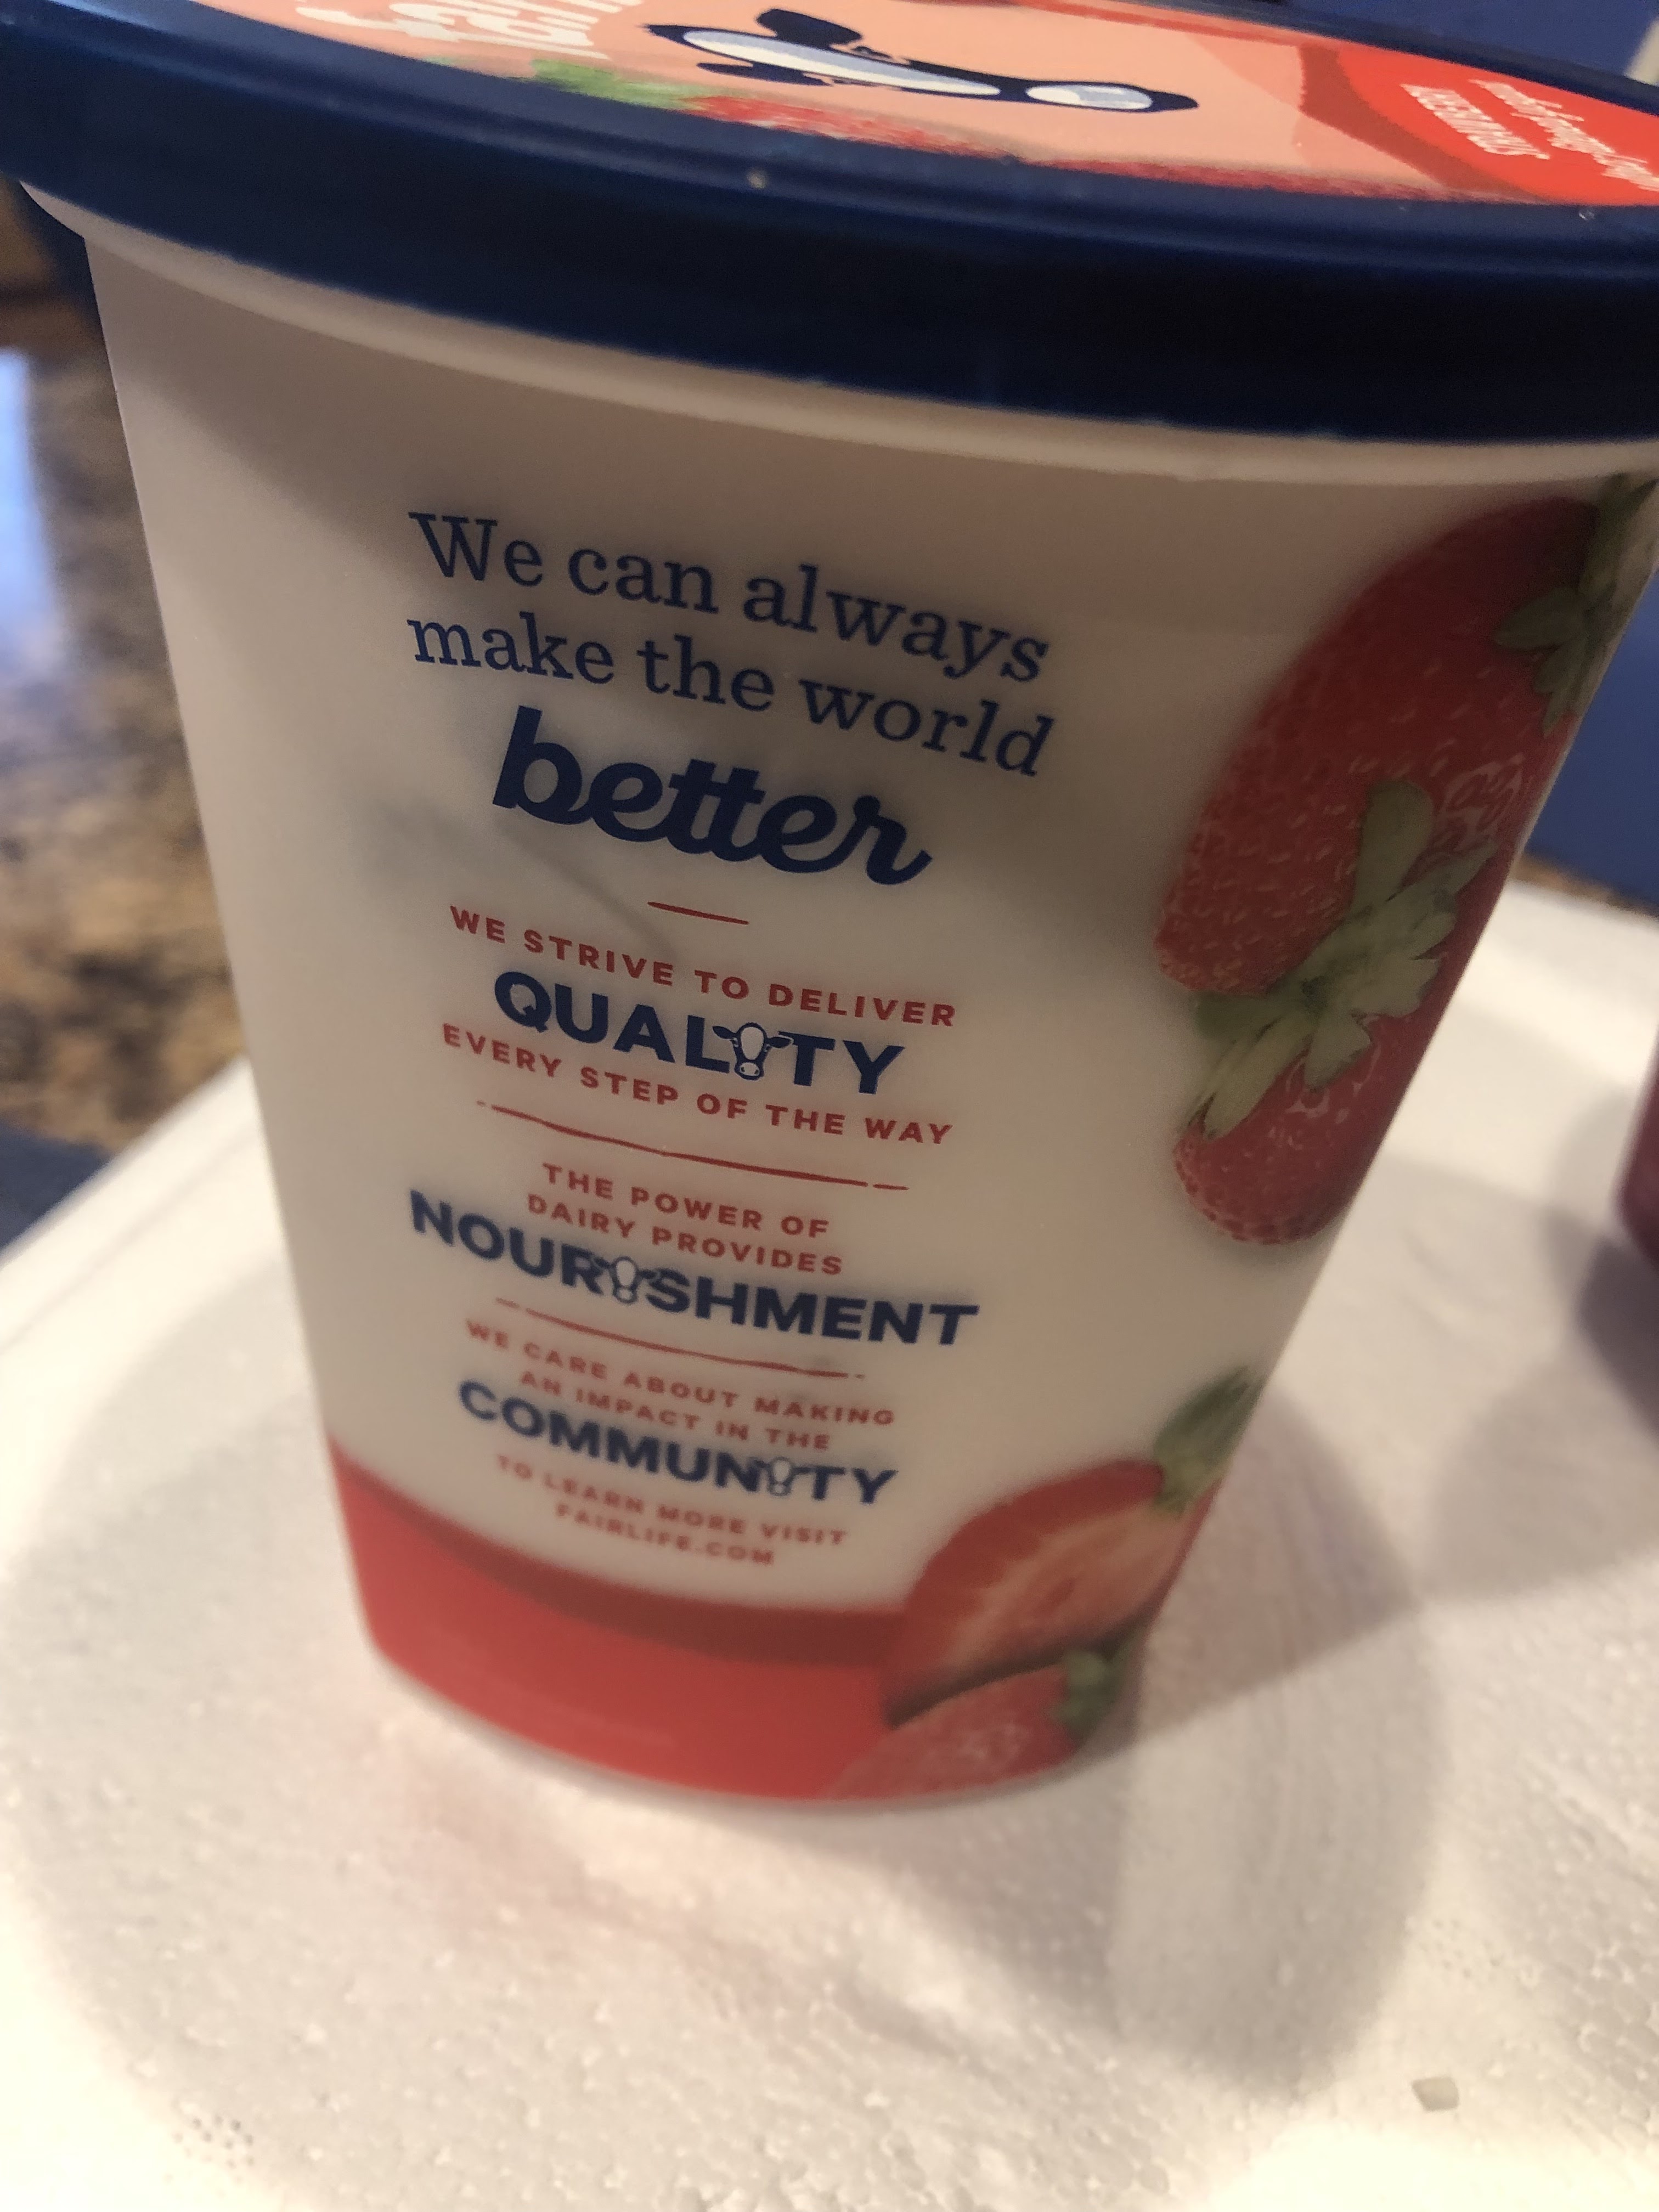 We can always
make the world
better
WE STRIVE TO DELIVER
QUALITY
EVERY STEP OF THE WAY
THE POWER OF
DAIRY PROVIDES
NOURISHMENT
WE CARE ABOUT MAKING
AN IMPACT IN THE
COMMUNITY
TO LEARN MORE VISIT
FAIRLIFE.COM